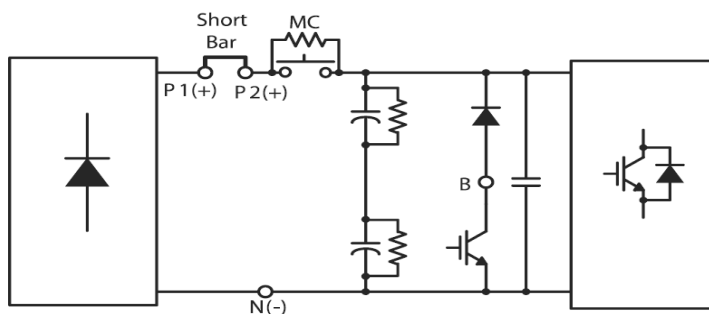 Short
Bar
MC
P1(+)
P2(+)
B
N(-)